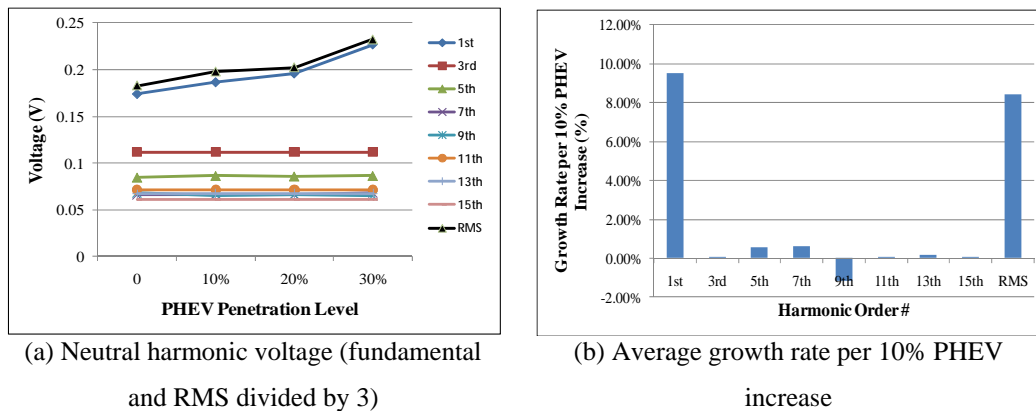 0.25
0.2
0.15
0.1
0.05
0
Voltage (V)
0 10% 20% 30%
PHEV Penetration Level
1st
3rd
5th
7th
9th
11th
13th
15th
RMS
(a) Neutral harmonic voltage (fundamental
and RMS divided by 3)
12.00%
10.00%
8.00%
6.00%
4.00%
2.00%
0.00%
-2.00%
Growth Rate per 10% PHEV
Increase (%)
1st 3rd 5th 7th 9th 11th 13th 15th RMS
Harmonic Order #
(b) Average growth rate per 10% PHEV
increase